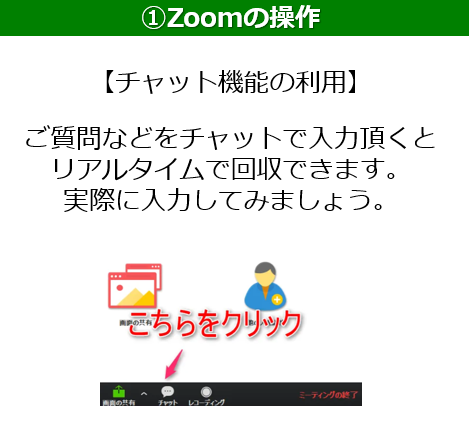 ①Zoomの操作
【チャット機能の利用】
ご質問などをチャットで入力頂くと
リアルタイムで回収できます。
実際に入力してみましょう。
画面の共有
こちらをクリック
画面の共有 チャット レコーディング ミーティングの終了